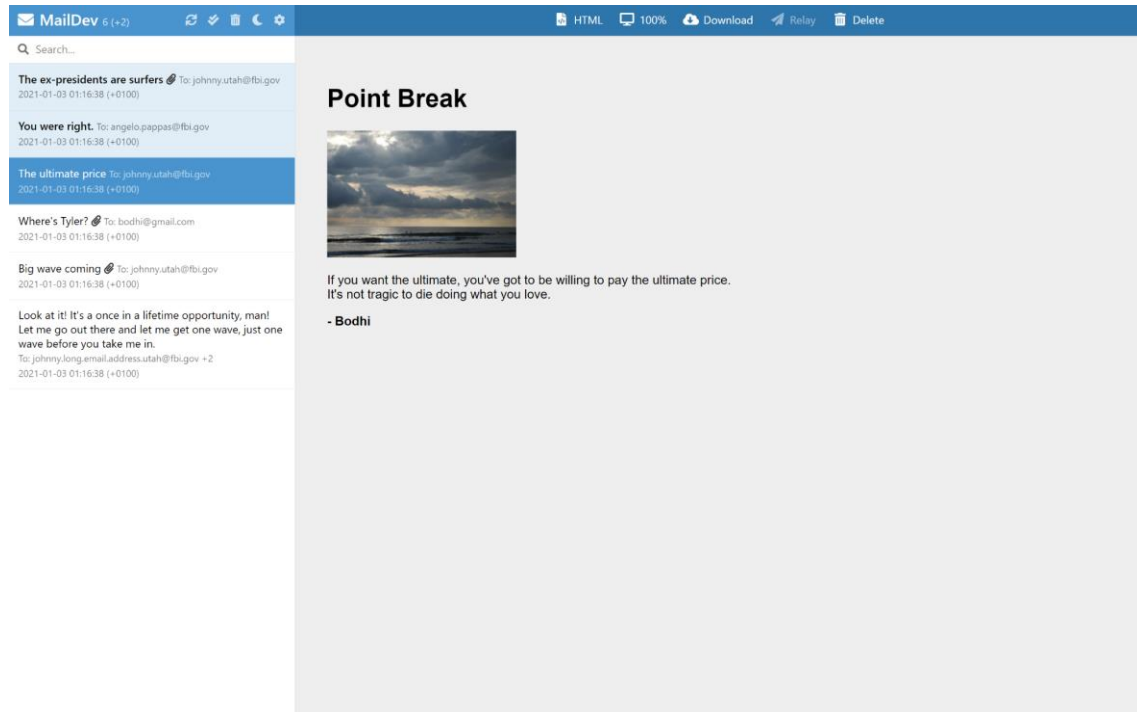 MailDev 6 (+2)
HTML 100% Download Relay Delete
Search...
The ex-presidents are surfers To: johnny.utah@fbi.gov
2021-01-03 01:16:38 (+0100)
You were right. To: angelo.pappas@fbi.gov
2021-01-03 01:16:38 (+0100)
The ultimate price To: johnny.utah@fbi.gov
2021-01-03 01:16:38 (+0100)
Where's Tyler? To: bodhi@gmail.com
2021-01-03 01:16:38 (+0100)
Big wave coming To: johnny.utah@fbi.gov
2021-01-03 01:16:38 (+0100)
Look at it! It's a once in a lifetime opportunity, man!
Let me go out there and let me get one wave, just one
wave before you take me in.
To: johnny.long.email.address.utah@fbi.gov +2
2021-01-03 01:16:38 (+0100)
Point Break
If you want the ultimate, you've got to be willing to pay the ultimate price.
It's not tragic to die doing what you love.
- Bodhi